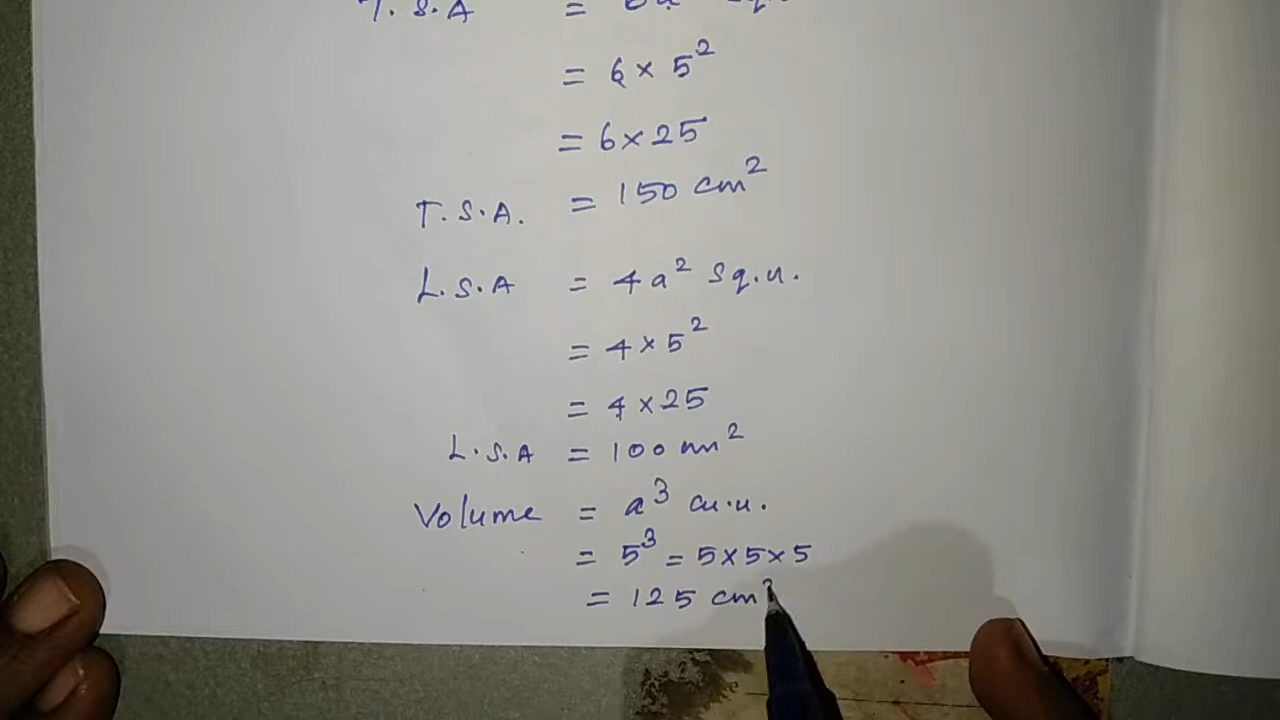 T. S. A =
= 6 × 5²
= 6 × 25
T. S. A. = 150 cm²
L. S. A = 4a² Sq. u.
= 4 × 5²
= 4 × 25
L. S. A = 100 cm²
Volume = a³ cu. u.
= 5³ = 5 × 5 × 5
= 125 cm³